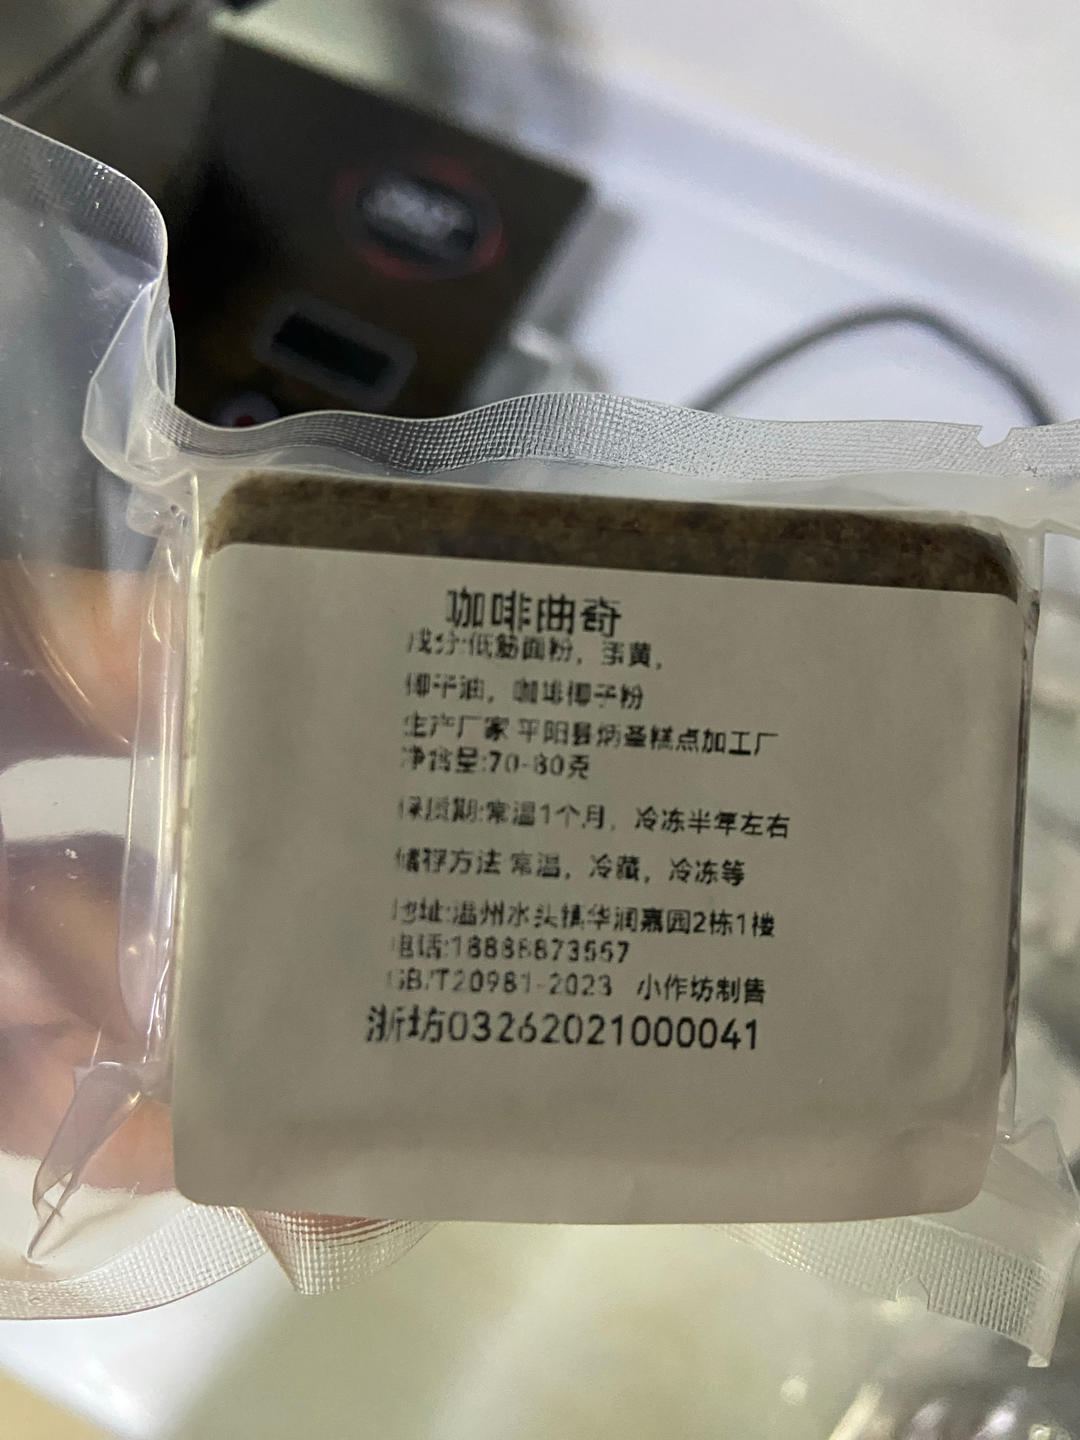 咖啡曲奇
成分:低筋面粉，蛋黄，
椰子油，咖啡椰子粉
生产厂家 平阳县炳蛋糕点加工厂
净含量:70-80克
保质期:常温1个月，冷冻半年左右
储存方法 常温，冷藏，冷冻等
地址:温州水头镇华润嘉园2栋1楼
电话:18888873557
GB/T20981-2023 小作坊制售
浙坊03262021000041